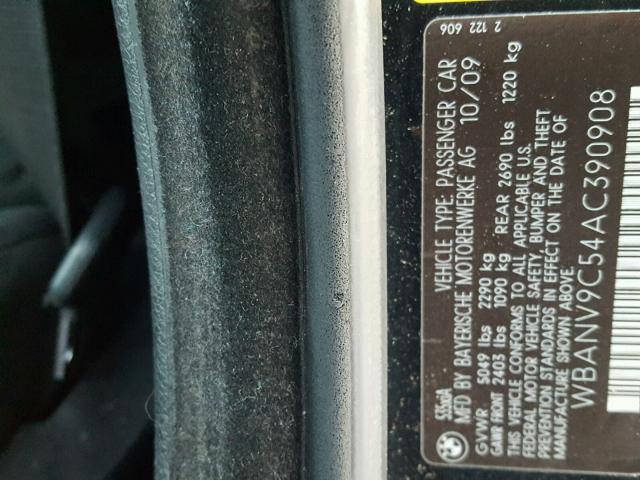 2 122 606
VEHICLE TYPE: PASSENGER CAR
MFD BY BAYERISCHE MOTORENWERKE AG 10/09
GVWR 5049 lbs 2290 kg
GAWR FRONT 2403 lbs 1090 kg REAR 2690 lbs 1220 kg
THIS VEHICLE CONFORMS TO ALL APPLICABLE U.S.
FEDERAL MOTOR VEHICLE SAFETY, BUMPER AND THEFT
PREVENTION STANDARDS IN EFFECT ON THE DATE OF
MANUFACTURE SHOWN ABOVE
WBANV9C54AC390908